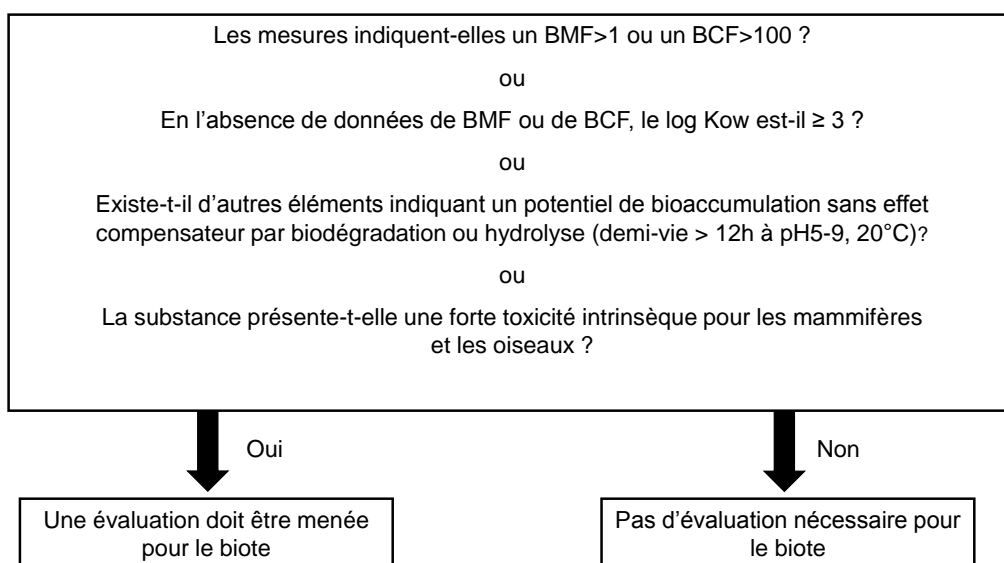 Les mesures indiquent-elles un BMF>1 ou un BCF>100 ?
ou
En l’absence de données de BMF ou de BCF, le log Kow est-il ≥ 3 ?
ou
Existe-t-il d’autres éléments indiquant un potentiel de bioaccumulation sans effet
compensateur par biodégradation ou hydrolyse (demi-vie > 12h à pH5-9, 20°C)?
ou
La substance présente-t-elle une forte toxicité intrinsèque pour les mammifères
et les oiseaux ?
Oui
Non
Une évaluation doit être menée
pour le biote
Pas d’évaluation nécessaire pour
le biote